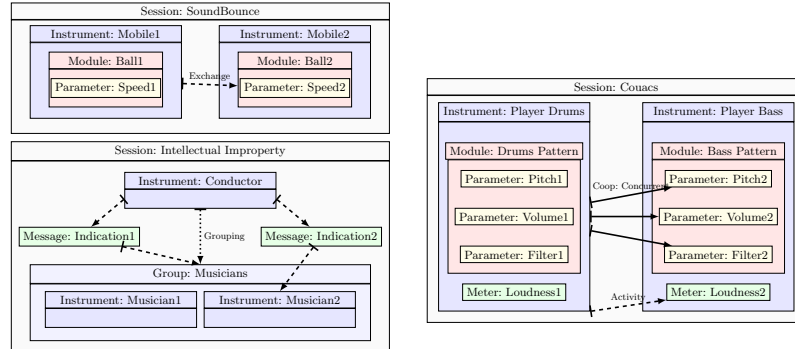 Session: SoundBounce
Instrument: Mobile1
Instrument: Mobile2
Module: Ball1
Module: Ball2
Exchange
Parameter: Speed1
Parameter: Speed2
Session: Intellectual Improperty
Instrument: Conductor
Message: Indication1
Grouping
Message: Indication2
Group: Musicians
Instrument: Musician1
Instrument: Musician2
Session: Couacs
Instrument: Player Drums
Instrument: Player Bass
Module: Drums Pattern
Module: Bass Pattern
Parameter: Pitch1
Coop: Concurrent
Parameter: Pitch2
Parameter: Volume1
Parameter: Volume2
Parameter: Filter1
Parameter: Filter2
Meter: Loudness1
Activity
Meter: Loudness2